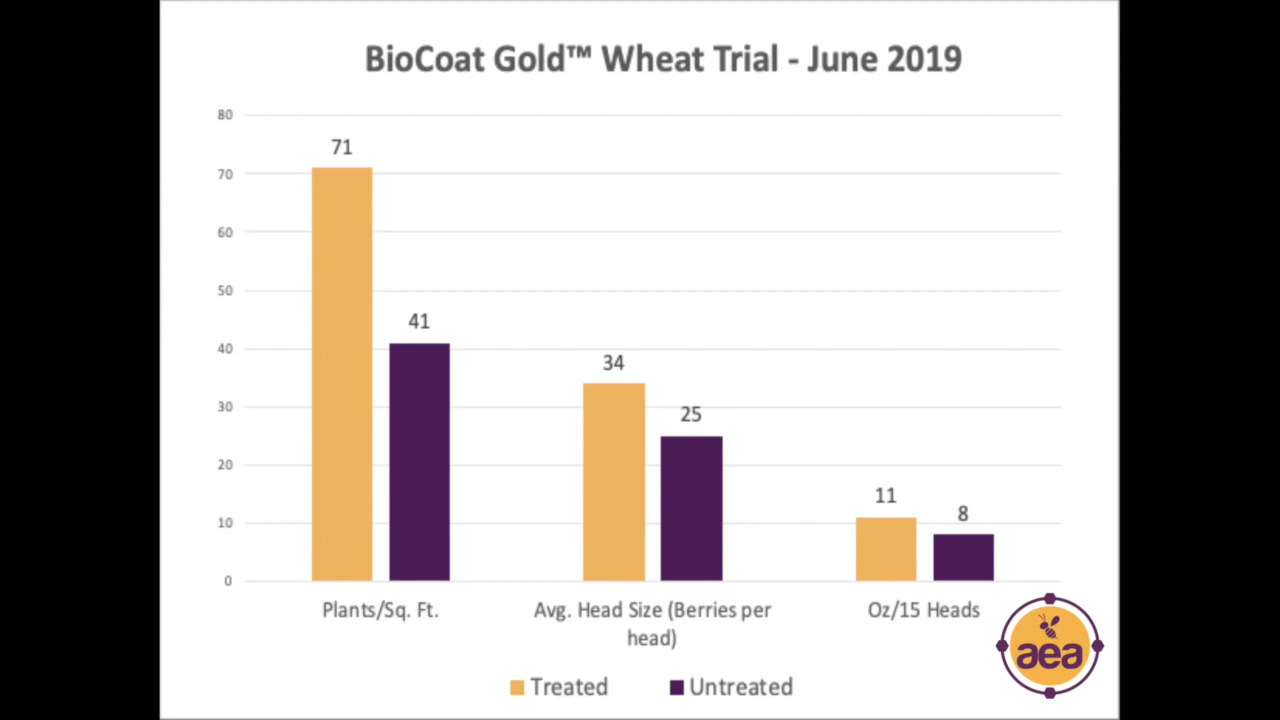 BioCoat Gold™ Wheat Trial - June 2019
80
70
60
50
40
30
20
10
0
71
41
34
25
11
8
Plants/Sq. Ft.
Avg. Head Size (Berries per
head)
Oz/15 Heads
Treated
Untreated
aea